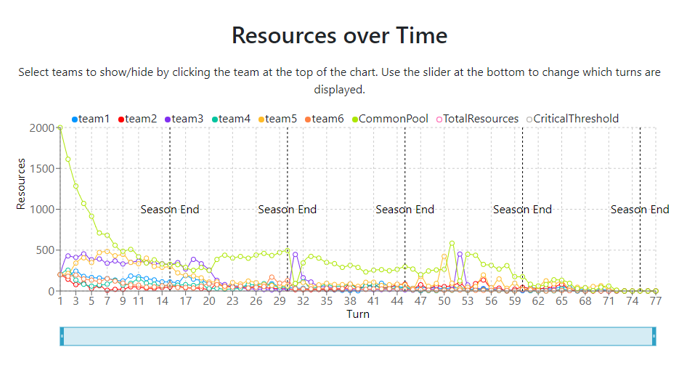 Resources over Time
Select teams to show/hide by clicking the team at the top of the chart. Use the slider at the bottom to change which turns are
displayed.
team1 team2 team3 team4 team5 team6 CommonPool TotalResources CriticalThreshold
2000
1500
1000
500
0
Resources
Season End Season End Season End Season End Season End
1 3 5 7 9 11 14 17 20 23 26 29 32 35 38 41 44 47 50 53 56 59 62 65 68 71 74 77
Turn